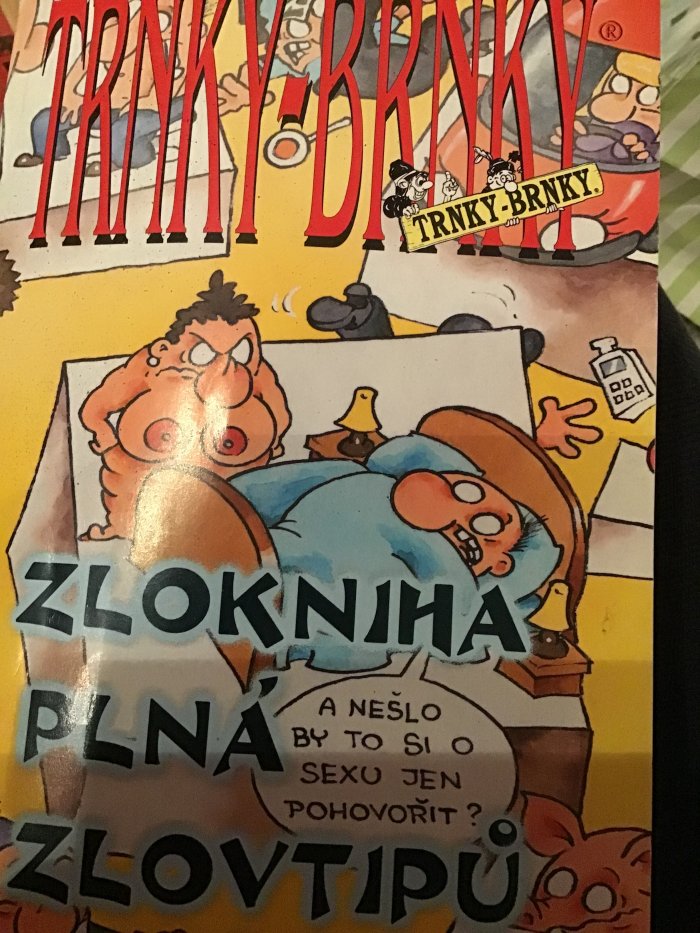 TRNKY-BRNKY®
TRNKY-BRNKY.
ZLOKNIHA
PLNÁ
ZLOVTIPŮ
A NEŠLO
BY TO SI O
SEXU JEN
POHOVOŘIT?